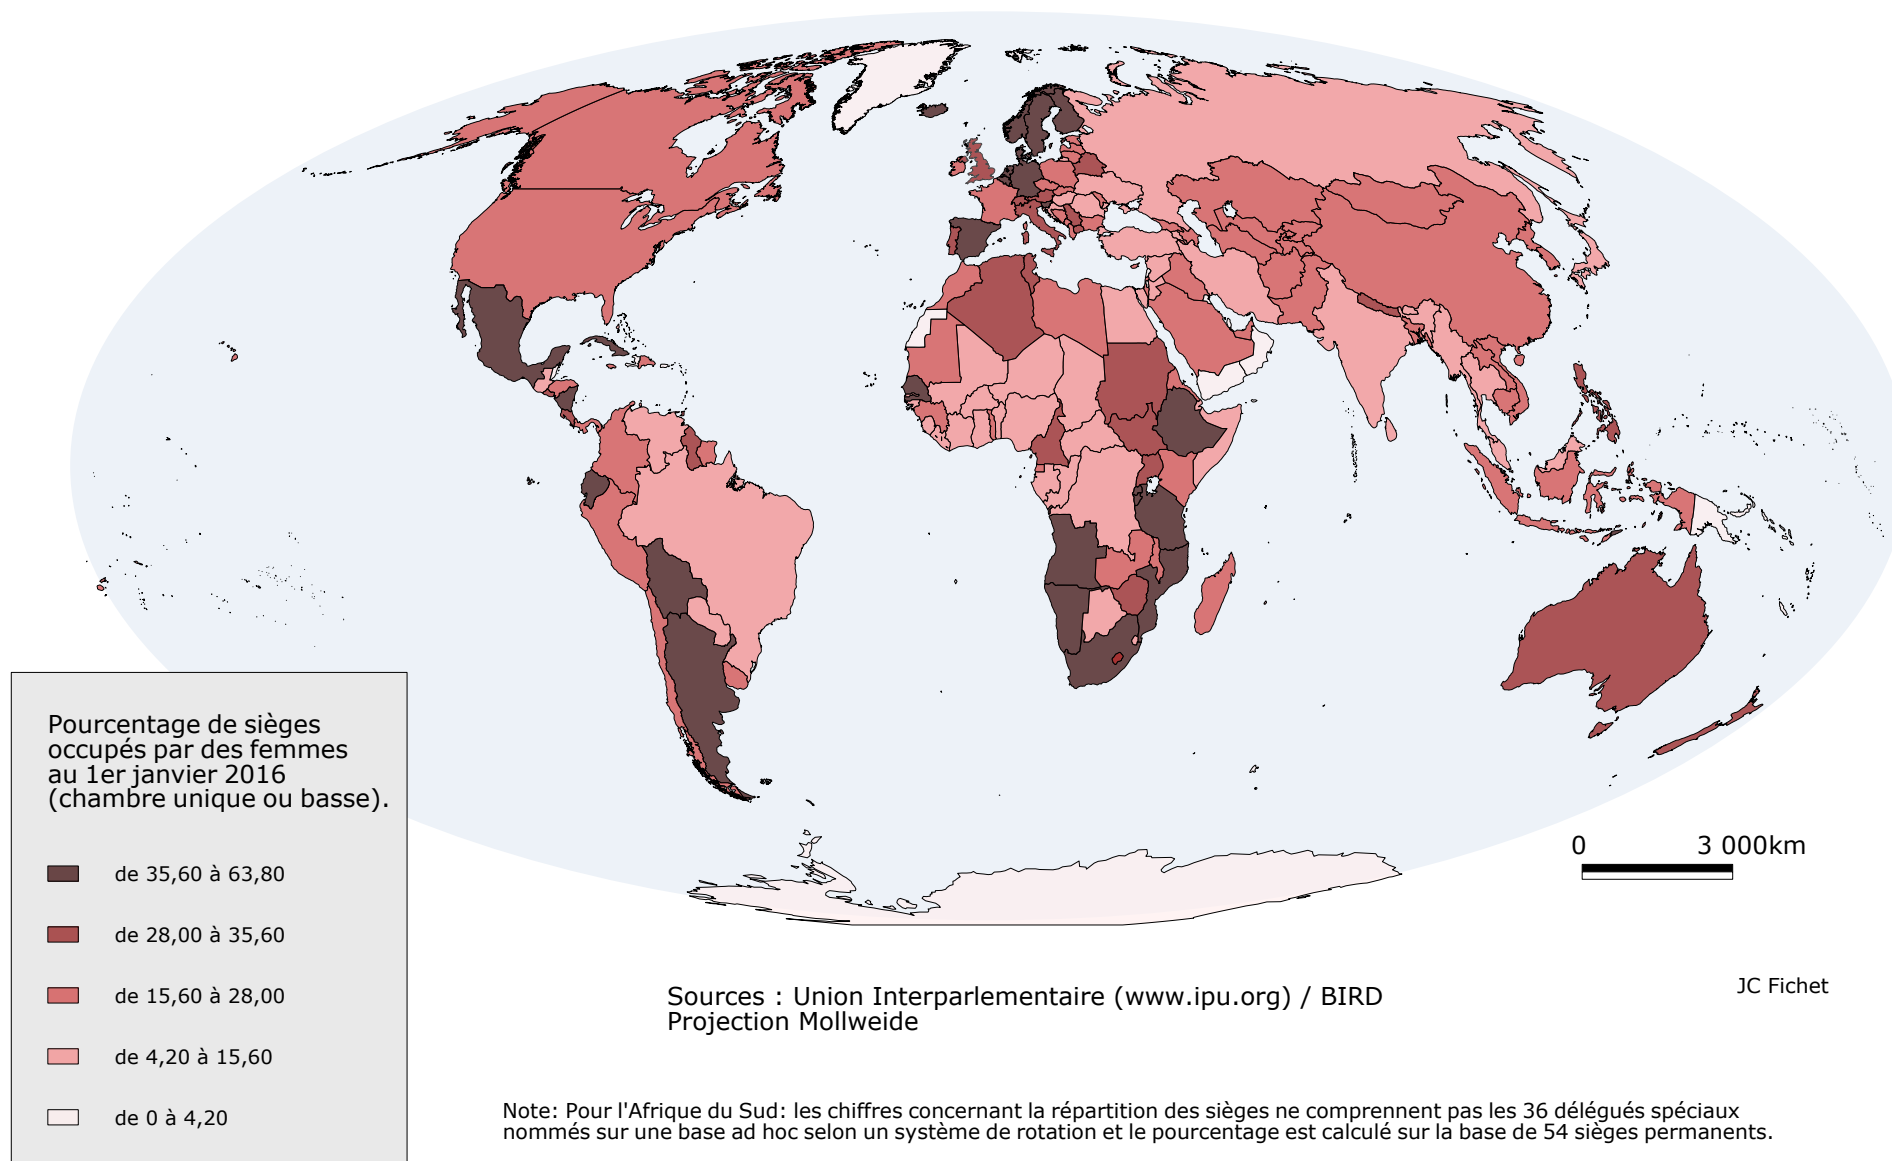 Pourcentage de sièges
occupés par des femmes
au 1er janvier 2016
(chambre unique ou basse).
de 35,60 à 63,80
de 28,00 à 35,60
de 15,60 à 28,00
de 4,20 à 15,60
de 0 à 4,20
0 3 000km
JC Fichet
Sources : Union Interparlementaire (www.ipu.org) / BIRD
Projection Mollweide
Note: Pour l'Afrique du Sud: les chiffres concernant la répartition des sièges ne comprennent pas les 36 délégués spéciaux
nommés sur une base ad hoc selon un système de rotation et le pourcentage est calculé sur la base de 54 sièges permanents.